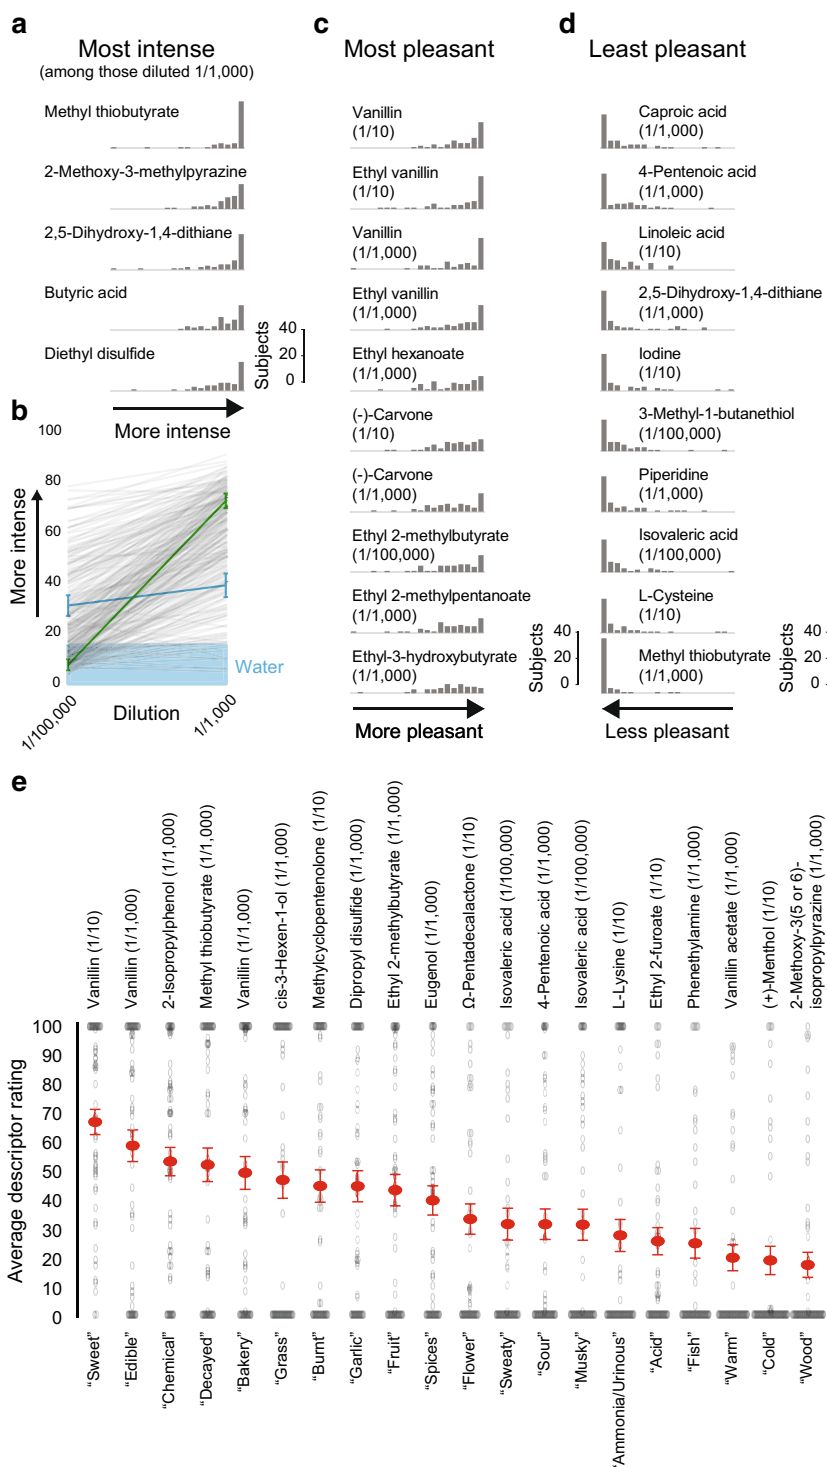 a
Most intense
(among those diluted 1/1,000)
Methyl thiobutyrate
2-Methoxy-3-methylpyrazine
2,5-Dihydroxy-1,4-dithiane
Butyric acid
Diethyl disulfide
Subjects
40
20
0
More intense
b
100
80
60
40
20
0
More intense
Water
1/100,000
1/1,000
Dilution
c
Most pleasant
Vanillin
(1/10)
Ethyl vanillin
(1/10)
Vanillin
(1/1,000)
Ethyl vanillin
(1/1,000)
Ethyl hexanoate
(1/1,000)
(-)-Carvone
(1/10)
(-)-Carvone
(1/1,000)
Ethyl 2-methylbutyrate
(1/100,000)
Ethyl 2-methylpentanoate
(1/1,000)
Ethyl-3-hydroxybutyrate
(1/1,000)
Subjects
40
20
0
More pleasant
d
Least pleasant
Caproic acid
(1/1,000)
4-Pentenoic acid
(1/1,000)
Linoleic acid
(1/10)
2,5-Dihydroxy-1,4-dithiane
(1/1,000)
Iodine
(1/10)
3-Methyl-1-butanethiol
(1/100,000)
Piperidine
(1/1,000)
Isovaleric acid
(1/100,000)
L-Cysteine
(1/10)
Methyl thiobutyrate
(1/1,000)
Subjects
40
20
0
Less pleasant
e
Vanillin (1/10)
Vanillin (1/1,000)
2-Isopropylphenol (1/1,000)
Methyl thiobutyrate (1/1,000)
Vanillin (1/1,000)
cis-3-Hexen-1-ol (1/1,000)
Methylcyclopentenolone (1/10)
Dipropyl disulfide (1/1,000)
Ethyl 2-methylbutyrate (1/1,000)
Eugenol (1/1,000)
Ω-Pentadecalactone (1/10)
Isovaleric acid (1/100,000)
4-Pentenoic acid (1/1,000)
Isovaleric acid (1/100,000)
L-Lysine (1/10)
Ethyl 2-furoate (1/10)
Phenethylamine (1/1,000)
Vanillin acetate (1/1,000)
(+)-Menthol (1/10)
2-Methoxy-3(5 or 6)-
isopropylpyrazine (1/1,000)
Average descriptor rating
100
90
80
70
60
50
40
30
20
10
0
“Sweet”
“Edible”
“Chemical”
“Decayed”
“Bakery”
“Grass”
“Burnt”
“Garlic”
“Fruit”
“Spices”
“Flower”
“Sweaty”
“Sour”
“Musky”
“Ammonia/Urinous”
“Acid”
“Fish”
“Warm”
“Cold”
“Wood”